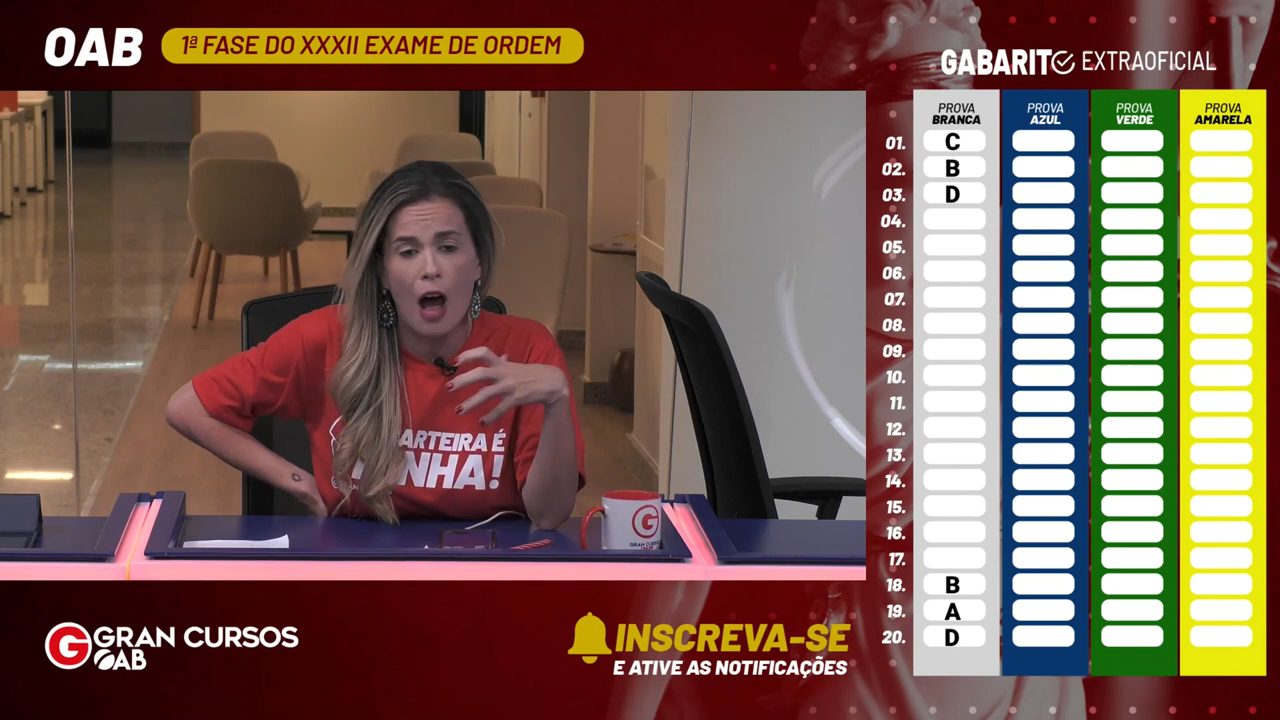 OAB
1ª FASE DO XXXII EXAME DE ORDEM
GABARITO EXTRAOFICIAL
PROVA BRANCA
PROVA AZUL
PROVA VERDE
PROVA AMARELA
01. C
02. B
03. D
04.
05.
06.
07.
08.
09.
10.
11.
12.
13.
14.
15.
16.
17.
18. B
19. A
20. D
ARTEIRA É
NHA!
G
GRAN CURSOS
G GRAN CURSOS
OAB
INSCREVA-SE
E ATIVE AS NOTIFICAÇÕES